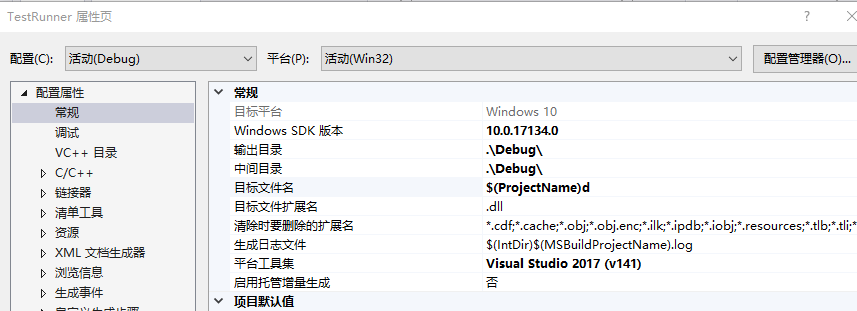 TestRunner 属性页
配置(C): 活动(Debug) 平台(P): 活动(Win32) 配置管理器(O)...
配置属性
常规
调试
VC++ 目录
C/C++
链接器
清单工具
资源
XML 文档生成器
浏览信息
生成事件
自定义生成步骤
常规
目标平台 Windows 10
Windows SDK 版本 10.0.17134.0
输出目录 .\Debug\
中间目录 .\Debug\
目标文件名 $(ProjectName)d
目标文件扩展名 .dll
清除时要删除的扩展名 *.cdf;*.cache;*.obj;*.obj.enc;*.ilk;*.ipdb;*.iobj;*.resources;*.tlb;*.tli;*
生成日志文件 $(IntDir)$(MSBuildProjectName).log
平台工具集 Visual Studio 2017 (v141)
启用托管增量生成 否
项目默认值